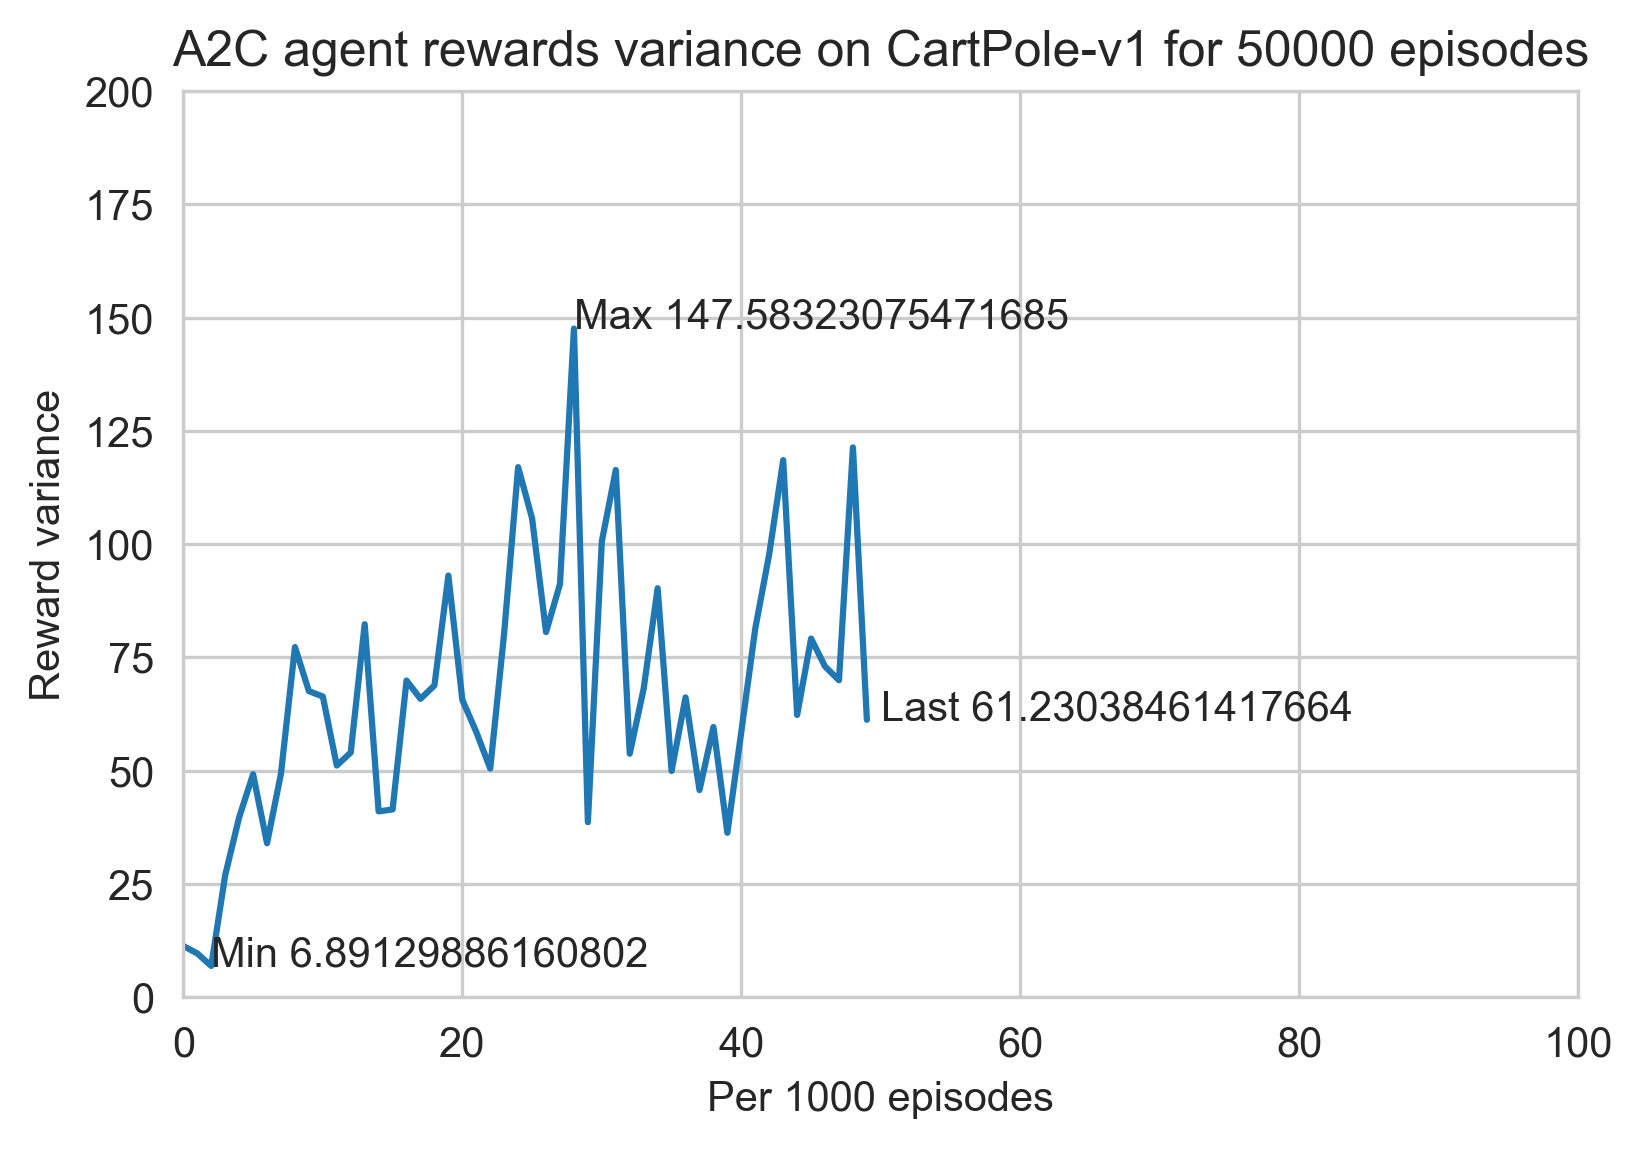 A2C agent rewards variance on CartPole-v1 for 50000 episodes
200
175
150
125
100
75
50
25
0
Reward variance
Max 147.58323075471685
Last 61.23038461417664
Min 6.89129886160802
0 20 40 60 80 100
Per 1000 episodes